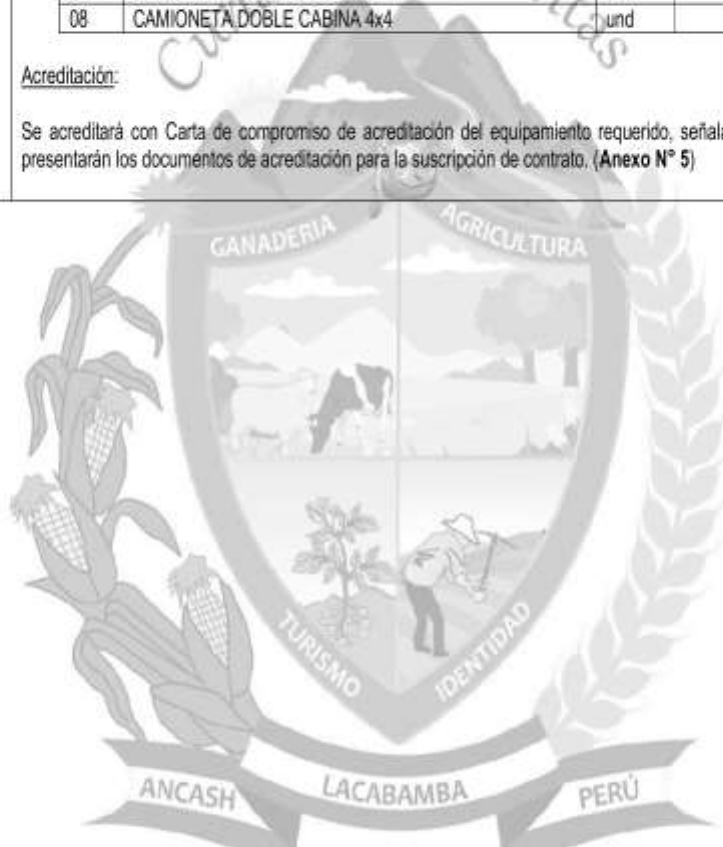 08 CAMIONETA DOBLE CABINA 4x4 und
Acreditación:
Se acreditará con Carta de compromiso de acreditación del equipamiento requerido, señala
presentarán los documentos de acreditación para la suscripción de contrato. (Anexo N° 5)
GANADERIA
AGRICULTURA
TURISMO
IDENTIDAD
ANCASH
LACABAMBA
PERÚ